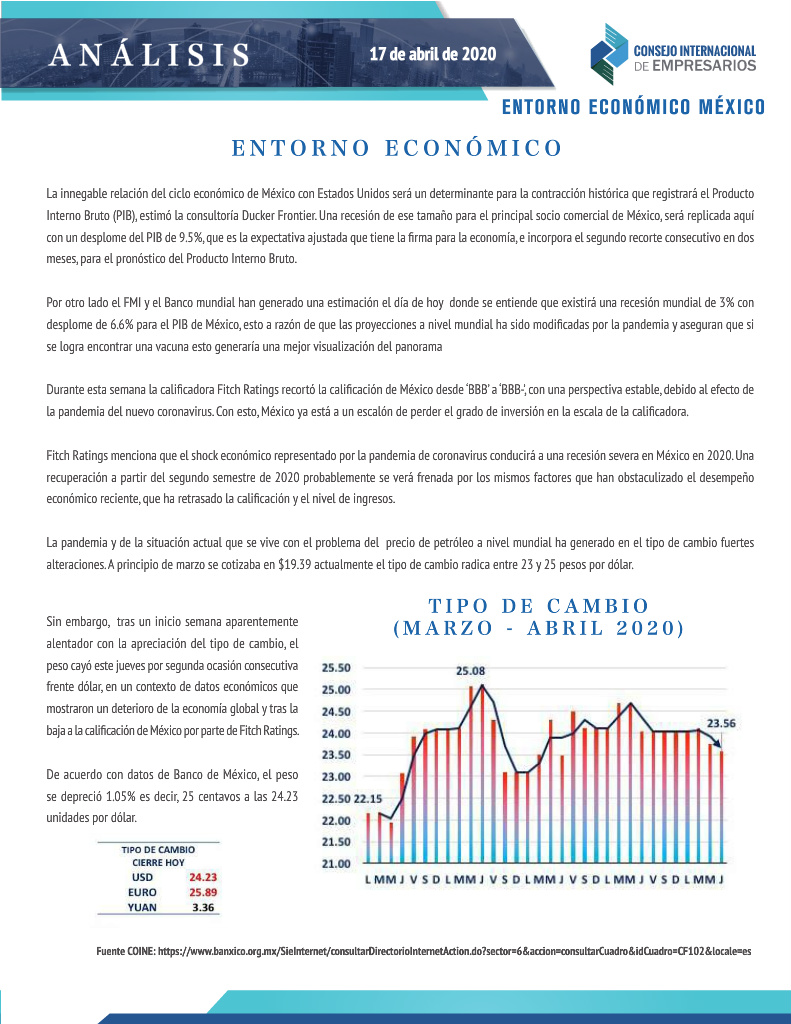 ANÁLISIS
17 de abril de 2020
CONSEJO INTERNACIONAL
DE EMPRESARIOS
ENTORNO ECONÓMICO MÉXICO
ENTORNO ECONÓMICO
La innegable relación del ciclo económico de México con Estados Unidos será un determinante para la contracción histórica que registrará el Producto
Interno Bruto (PIB), estimó la consultoría Ducker Frontier. Una recesión de ese tamaño para el principal socio comercial de México, será replicada aquí
con un desplome del PIB de 9.5%, que es la expectativa ajustada que tiene la firma para la economía, e incorpora el segundo recorte consecutivo en dos
meses, para el pronóstico del Producto Interno Bruto.
Por otro lado el FMI y el Banco mundial han generado una estimación el día de hoy donde se entiende que existirá una recesión mundial de 3% con
desplome de 6.6% para el PIB de México, esto a razón de que las proyecciones a nivel mundial ha sido modificadas por la pandemia y aseguran que si
se logra encontrar una vacuna esto generaría una mejor visualización del panorama
Durante esta semana la calificadora Fitch Ratings recortó la calificación de México desde ‘BBB’ a ‘BBB-’, con una perspectiva estable, debido al efecto de
la pandemia del nuevo coronavirus. Con esto, México ya está a un escalón de perder el grado de inversión en la escala de la calificadora.
Fitch Ratings menciona que el shock económico representado por la pandemia de coronavirus conducirá a una recesión severa en México en 2020. Una
recuperación a partir del segundo semestre de 2020 probablemente se verá frenada por los mismos factores que han obstaculizado el desempeño
económico reciente, que ha retrasado la calificación y el nivel de ingresos.
La pandemia y de la situación actual que se vive con el problema del precio de petróleo a nivel mundial ha generado en el tipo de cambio fuertes
alteraciones. A principio de marzo se cotizaba en $19.39 actualmente el tipo de cambio radica entre 23 y 25 pesos por dólar.
Sin embargo, tras un inicio semana aparentemente
alentador con la apreciación del tipo de cambio, el
peso cayó este jueves por segunda ocasión consecutiva
frente dólar, en un contexto de datos económicos que
mostraron un deterioro de la economía global y tras la
baja a la calificación de México por parte de Fitch Ratings.
De acuerdo con datos de Banco de México, el peso
se depreció 1.05% es decir, 25 centavos a las 24.23
unidades por dólar.
TIPO DE CAMBIO
CIERRE HOY
USD 24.23
EURO 25.89
YUAN 3.36
TIPO DE CAMBIO
(MARZO - ABRIL 2020)
25.50
25.00
24.50
24.00
23.50
23.00
22.50
22.00
21.50
21.00
22.15
25.08
23.56
L M M J V S D L M M J V S D L M M J V S D L M M J V S D L M M J
Fuente COINE: https://www.banxico.org.mx/SieInternet/consultarDirectorioInternetAction.do?sector=6&accion=consultarCuadro&idCuadro=CF102&locale=es